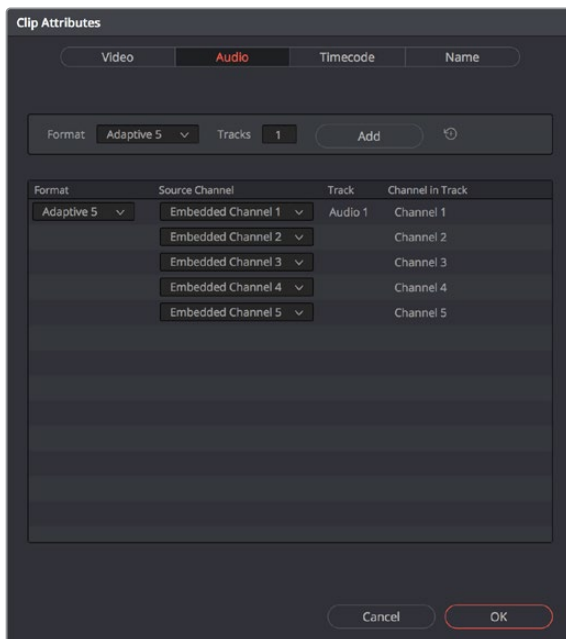 Clip Attributes
Video Audio Timecode Name
Format Adaptive 5 Tracks 1 Add
Format Source Channel Track Channel in Track
Adaptive 5 Embedded Channel 1 Audio 1 Channel 1
Embedded Channel 2 Channel 2
Embedded Channel 3 Channel 3
Embedded Channel 4 Channel 4
Embedded Channel 5 Channel 5
Cancel OK